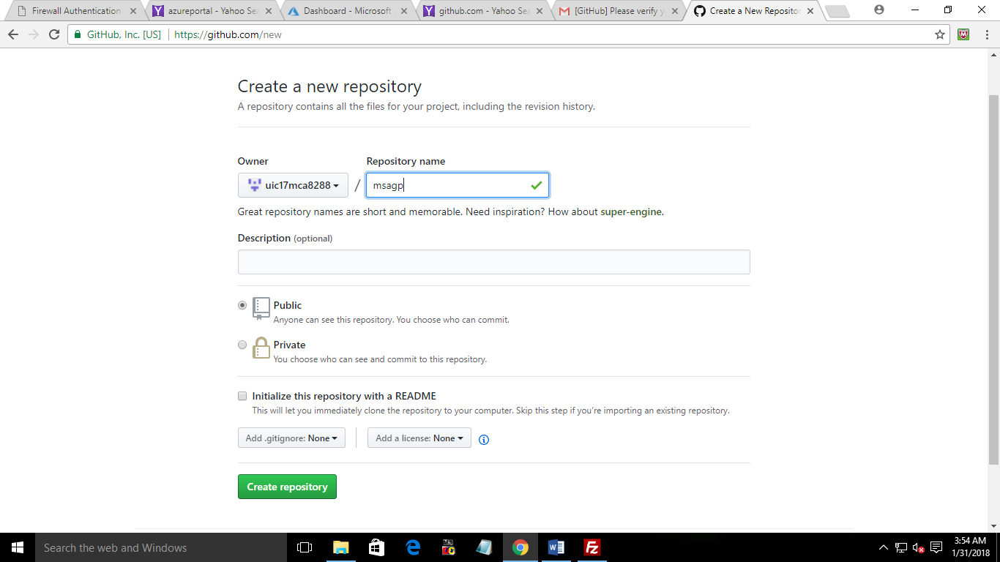 Firewall Authentication
azureportal - Yahoo Sea
Dashboard - Microsoft
github.com - Yahoo Sea
[GitHub] Please verify y
Create a New Repositor
GitHub, Inc. [US] https://github.com/new
Create a new repository
A repository contains all the files for your project, including the revision history.
Owner Repository name
uic17mca8288 / msagp
Great repository names are short and memorable. Need inspiration? How about super-engine.
Description (optional)
Public
Anyone can see this repository. You choose who can commit.
Private
You choose who can see and commit to this repository.
Initialize this repository with a README
This will let you immediately clone the repository to your computer. Skip this step if you're importing an existing repository.
Add .gitignore: None Add a license: None
Create repository
Search the web and Windows
3:54 AM
1/31/2018